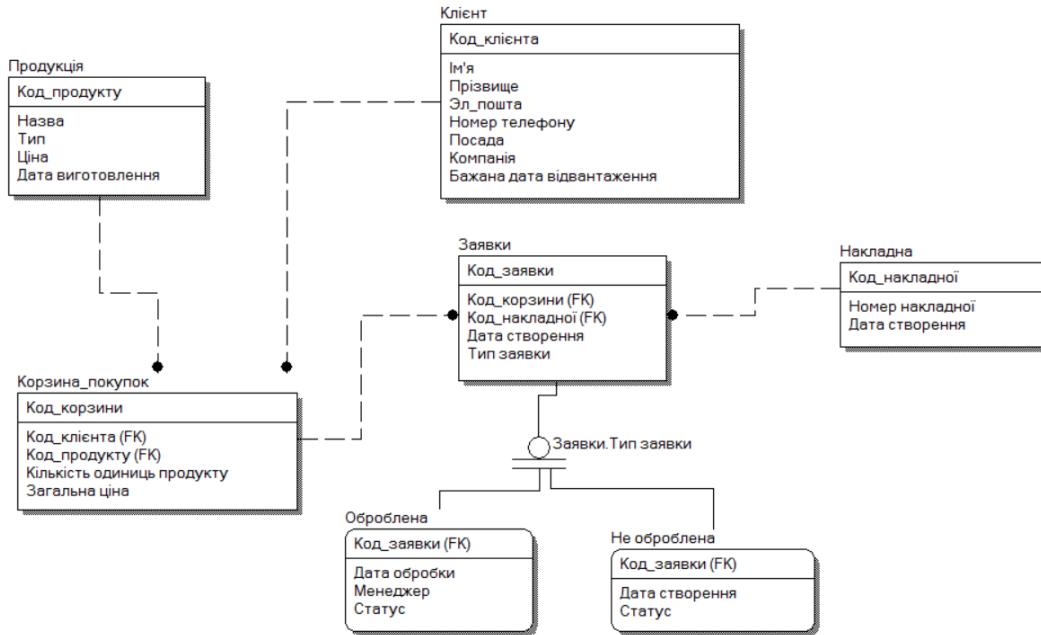 Клієнт
Код_клієнта
Ім'я
Прізвище
Эл_пошта
Номер телефону
Посада
Компанія
Бажана дата відвантаження
Продукція
Код_продукту
Назва
Тип
Ціна
Дата виготовлення
Заявки
Код_заявки
Код_корзини (FK)
Код_накладної (FK)
Дата створення
Тип заявки
Накладна
Код_накладної
Номер накладної
Дата створення
Корзина_покупок
Код_корзини
Код_клієнта (FK)
Код_продукту (FK)
Кількість одиниць продукту
Загальна ціна
Заявки.Тип заявки
Оброблена
Код_заявки (FK)
Дата обробки
Менеджер
Статус
Не оброблена
Код_заявки (FK)
Дата створення
Статус